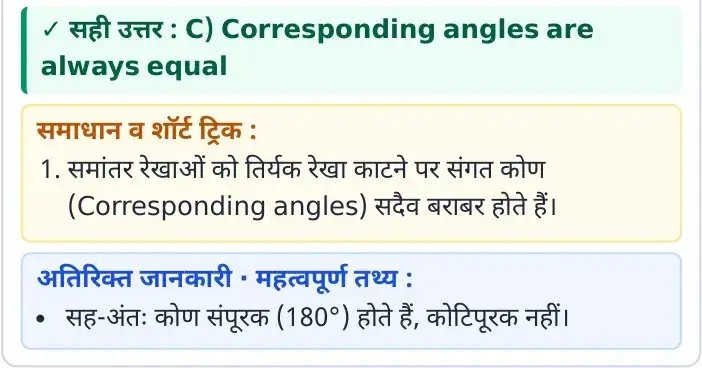 ✓ सही उत्तर : C) Corresponding angles are
always equal
समाधान व शॉर्ट ट्रिक :
1. समांतर रेखाओं को तिर्यक रेखा काटने पर संगत कोण
(Corresponding angles) सदैव बराबर होते हैं।
अतिरिक्त जानकारी · महत्वपूर्ण तथ्य :
• सह-अंतः कोण संपूरक (180°) होते हैं, कोटिपूरक नहीं।